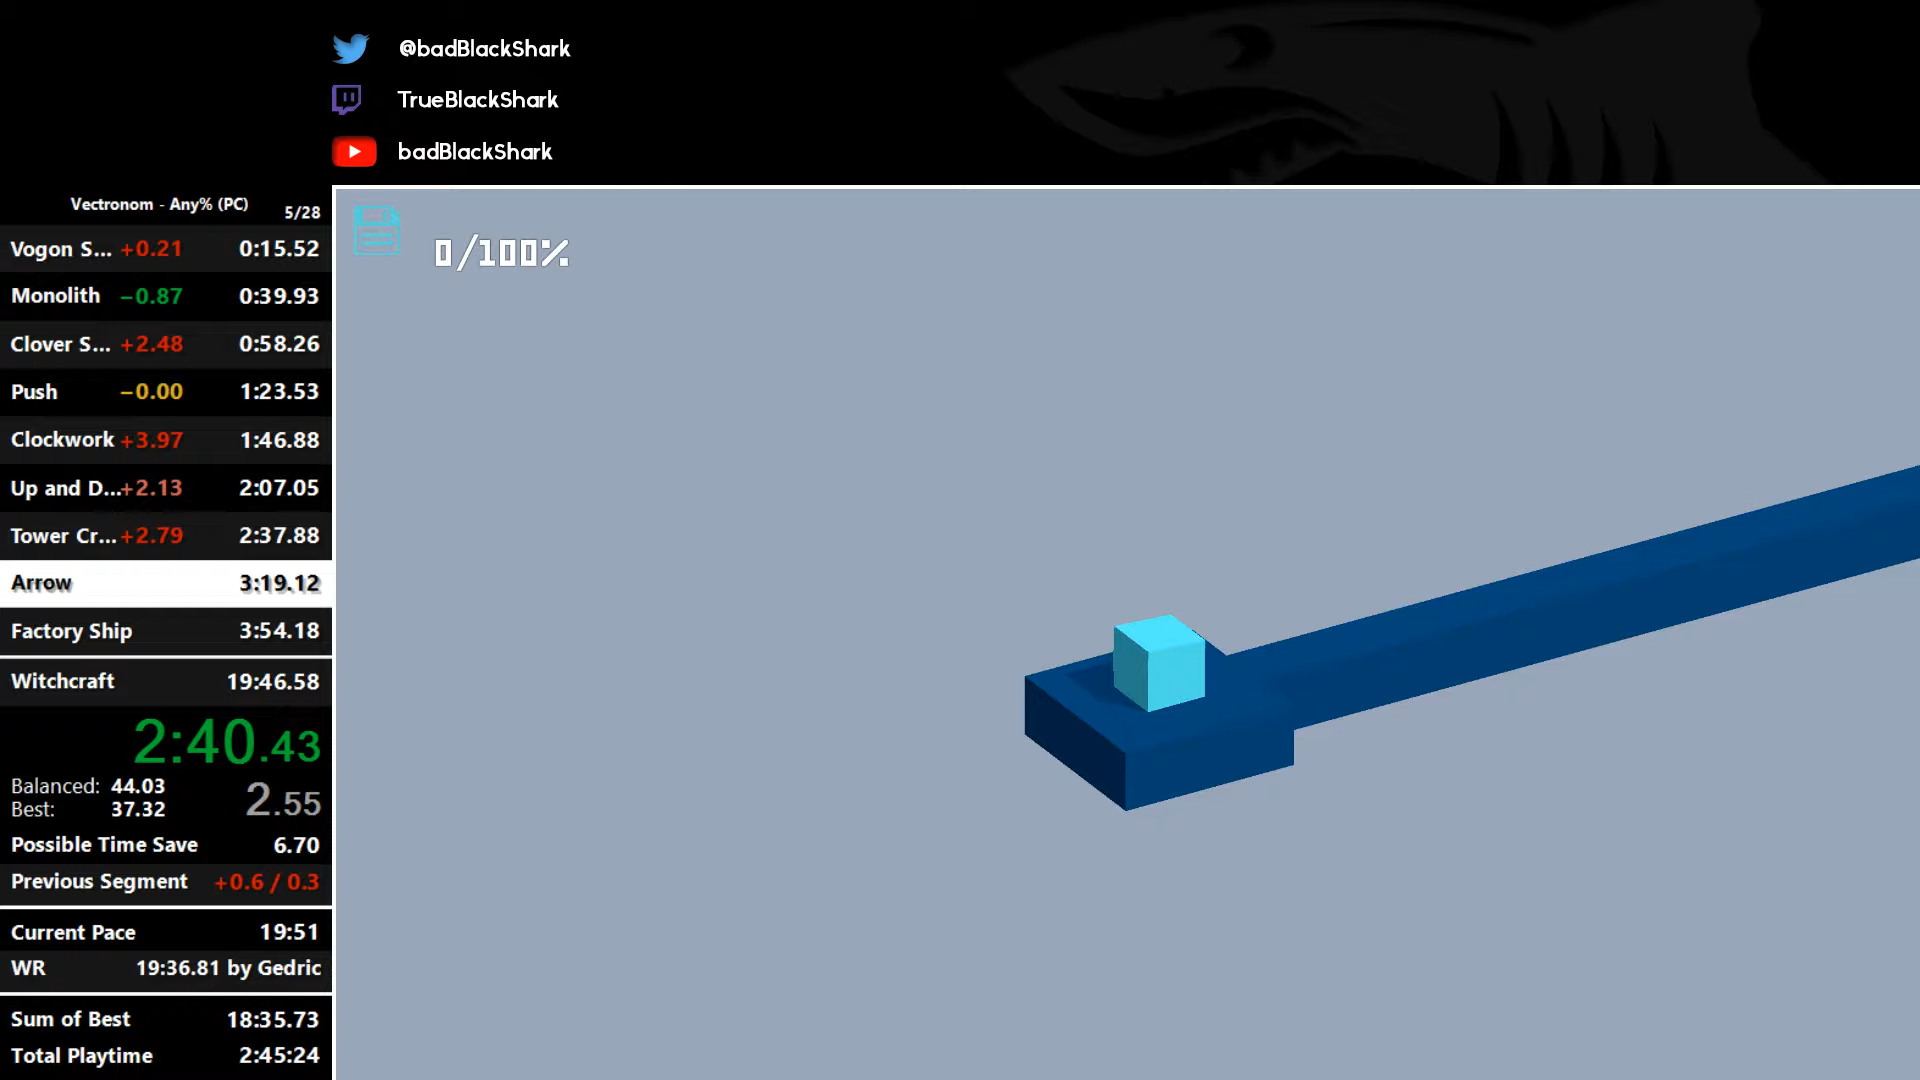 @badBlackShark
TrueBlackShark
badBlackShark
Vectronom - Any% (PC)
5/28
Vogon S... +0.21 0:15.52
Monolith -0.87 0:39.93
Clover S... +2.48 0:58.26
Push -0.00 1:23.53
Clockwork +3.97 1:46.88
Up and D... +2.13 2:07.05
Tower Cr... +2.79 2:37.88
Arrow 3:19.12
Factory Ship 3:54.18
Witchcraft 19:46.58
2:40.43
Balanced: 44.03
Best: 37.32
2.55
Possible Time Save 6.70
Previous Segment +0.6 / 0.3
Current Pace 19:51
WR 19:36.81 by Gedric
Sum of Best 18:35.73
Total Playtime 2:45:24
0/100%